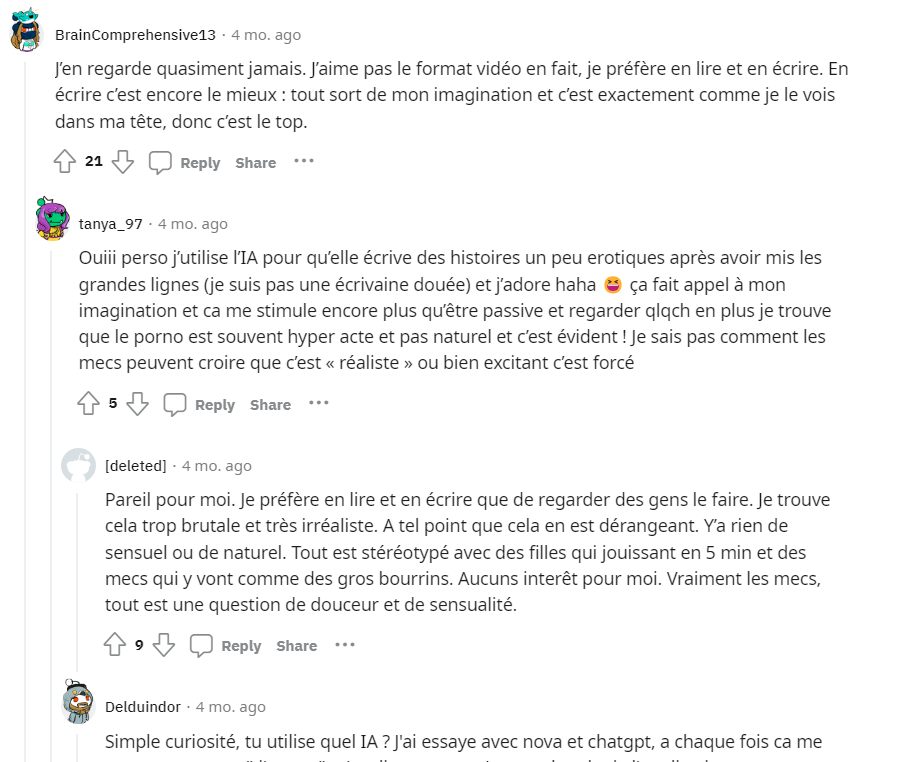 BrainComprehensive13 · 4 mo. ago
J'en regarde quasiment jamais. J'aime pas le format vidéo en fait, je préfère en lire et en écrire. En
écrire c'est encore le mieux : tout sort de mon imagination et c'est exactement comme je le vois
dans ma tête, donc c'est le top.
21 Reply Share ···
tanya_97 · 4 mo. ago
Ouiii perso j'utilise l'IA pour qu'elle écrive des histoires un peu erotiques après avoir mis les
grandes lignes (je suis pas une écrivaine douée) et j'adore haha 😆 ça fait appel à mon
imagination et ca me stimule encore plus qu'être passive et regarder qlqch en plus je trouve
que le porno est souvent hyper acte et pas naturel et c'est évident ! Je sais pas comment les
mecs peuvent croire que c'est « réaliste » ou bien excitant c'est forcé
5 Reply Share ···
[deleted] · 4 mo. ago
Pareil pour moi. Je préfère en lire et en écrire que de regarder des gens le faire. Je trouve
cela trop brutale et très irréaliste. A tel point que cela en est dérangeant. Y'a rien de
sensuel ou de naturel. Tout est stéréotypé avec des filles qui jouissant en 5 min et des
mecs qui y vont comme des gros bourrins. Aucuns interêt pour moi. Vraiment les mecs,
tout est une question de douceur et de sensualité.
9 Reply Share ···
Delduindor · 4 mo. ago
Simple curiosité, tu utilise quel IA ? J'ai essaye avec nova et chatgpt, a chaque fois ca me